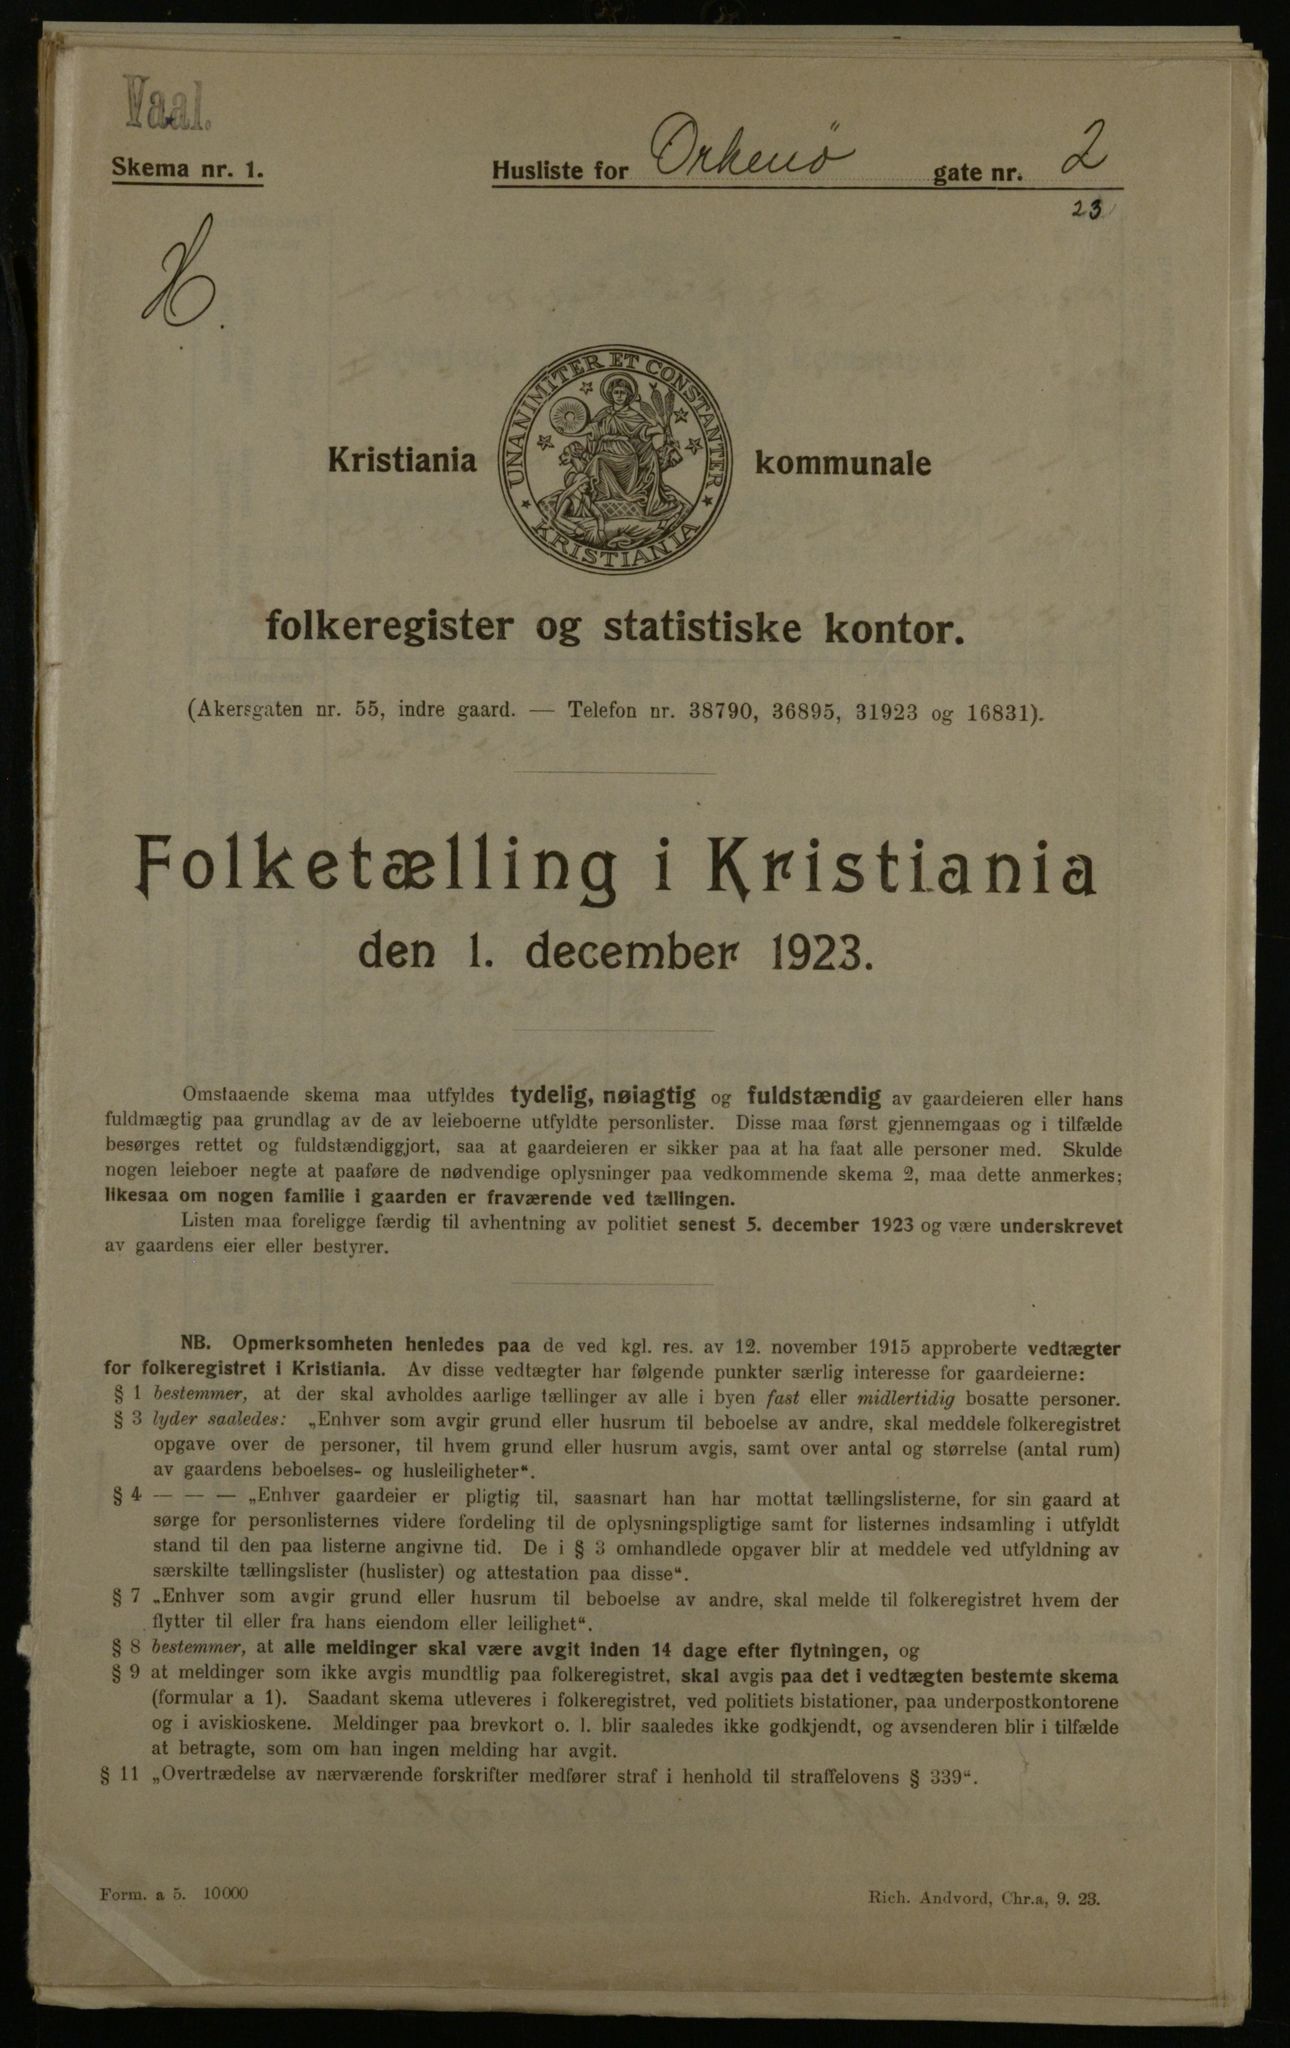 Vaal.
Skema nr. 1.
Husliste for Orkenö gate nr. 2
23
H.
UNANIMITER ET CONSTANTER
KRISTIANIA
Kristiania kommunale
folkeregister og statistiske kontor.
(Akersgaten nr. 55, indre gaard. — Telefon nr. 38790, 36895, 31923 og 16831).
Folketælling i Kristiania
den 1. december 1923.
Omstaaende skema maa utfyldes tydelig, nøiagtig og fuldstændig av gaardeieren eller hans
fuldmægtig paa grundlag av de av leieboerne utfyldte personlister. Disse maa først gjennemgaas og i tilfælde
besørges rettet og fuldstændiggjort, saa at gaardeieren er sikker paa at ha faat alle personer med. Skulde
nogen leieboer negte at paaføre de nødvendige oplysninger paa vedkommende skema 2, maa dette anmerkes;
likesaa om nogen familie i gaarden er fraværende ved tællingen.
Listen maa foreligge færdig til avhentning av politiet senest 5. december 1923 og være underskrevet
av gaardens eier eller bestyrer.
NB. Opmerksomheten henledes paa de ved kgl. res. av 12. november 1915 approberte vedtægter
for folkeregistret i Kristiania. Av disse vedtægter har følgende punkter særlig interesse for gaardeierne:
§ 1 bestemmer, at der skal avholdes aarlige tællinger av alle i byen fast eller midlertidig bosatte personer.
§ 3 lyder saaledes: „Enhver som avgir grund eller husrum til beboelse av andre, skal meddele folkeregistret
opgave over de personer, til hvem grund eller husrum avgis, samt over antal og størrelse (antal rum)
av gaardens beboelses- og husleiligheter“.
§ 4 — — — „Enhver gaardeier er pligtig til, saasnart han har mottat tællingslisterne, for sin gaard at
sørge for personlisternes videre fordeling til de oplysningspligtige samt for listernes indsamling i utfyldt
stand til den paa listerne angivne tid. De i § 3 omhandlede opgaver blir at meddele ved utfyldning av
særskilte tællingslister (huslister) og attestation paa disse“.
§ 7 „Enhver som avgir grund eller husrum til beboelse av andre, skal melde til folkeregistret hvem der
flytter til eller fra hans eiendom eller leilighet“.
§ 8 bestemmer, at alle meldinger skal være avgit inden 14 dage efter flytningen, og
§ 9 at meldinger som ikke avgis mundtlig paa folkeregistret, skal avgis paa det i vedtægten bestemte skema
(formular a 1). Saadant skema utleveres i folkeregistret, ved politiets bistationer, paa underpostkontorene
og i aviskioskene. Meldinger paa brevkort o. l. blir saaledes ikke godkjendt, og avsenderen blir i tilfælde
at betragte, som om han ingen melding har avgit.
§ 11 „Overtrædelse av nærværende forskrifter medfører straf i henhold til straffelovens § 339“.
Form. a 5. 10000
Rich. Andvord, Chr.a, 9. 23.